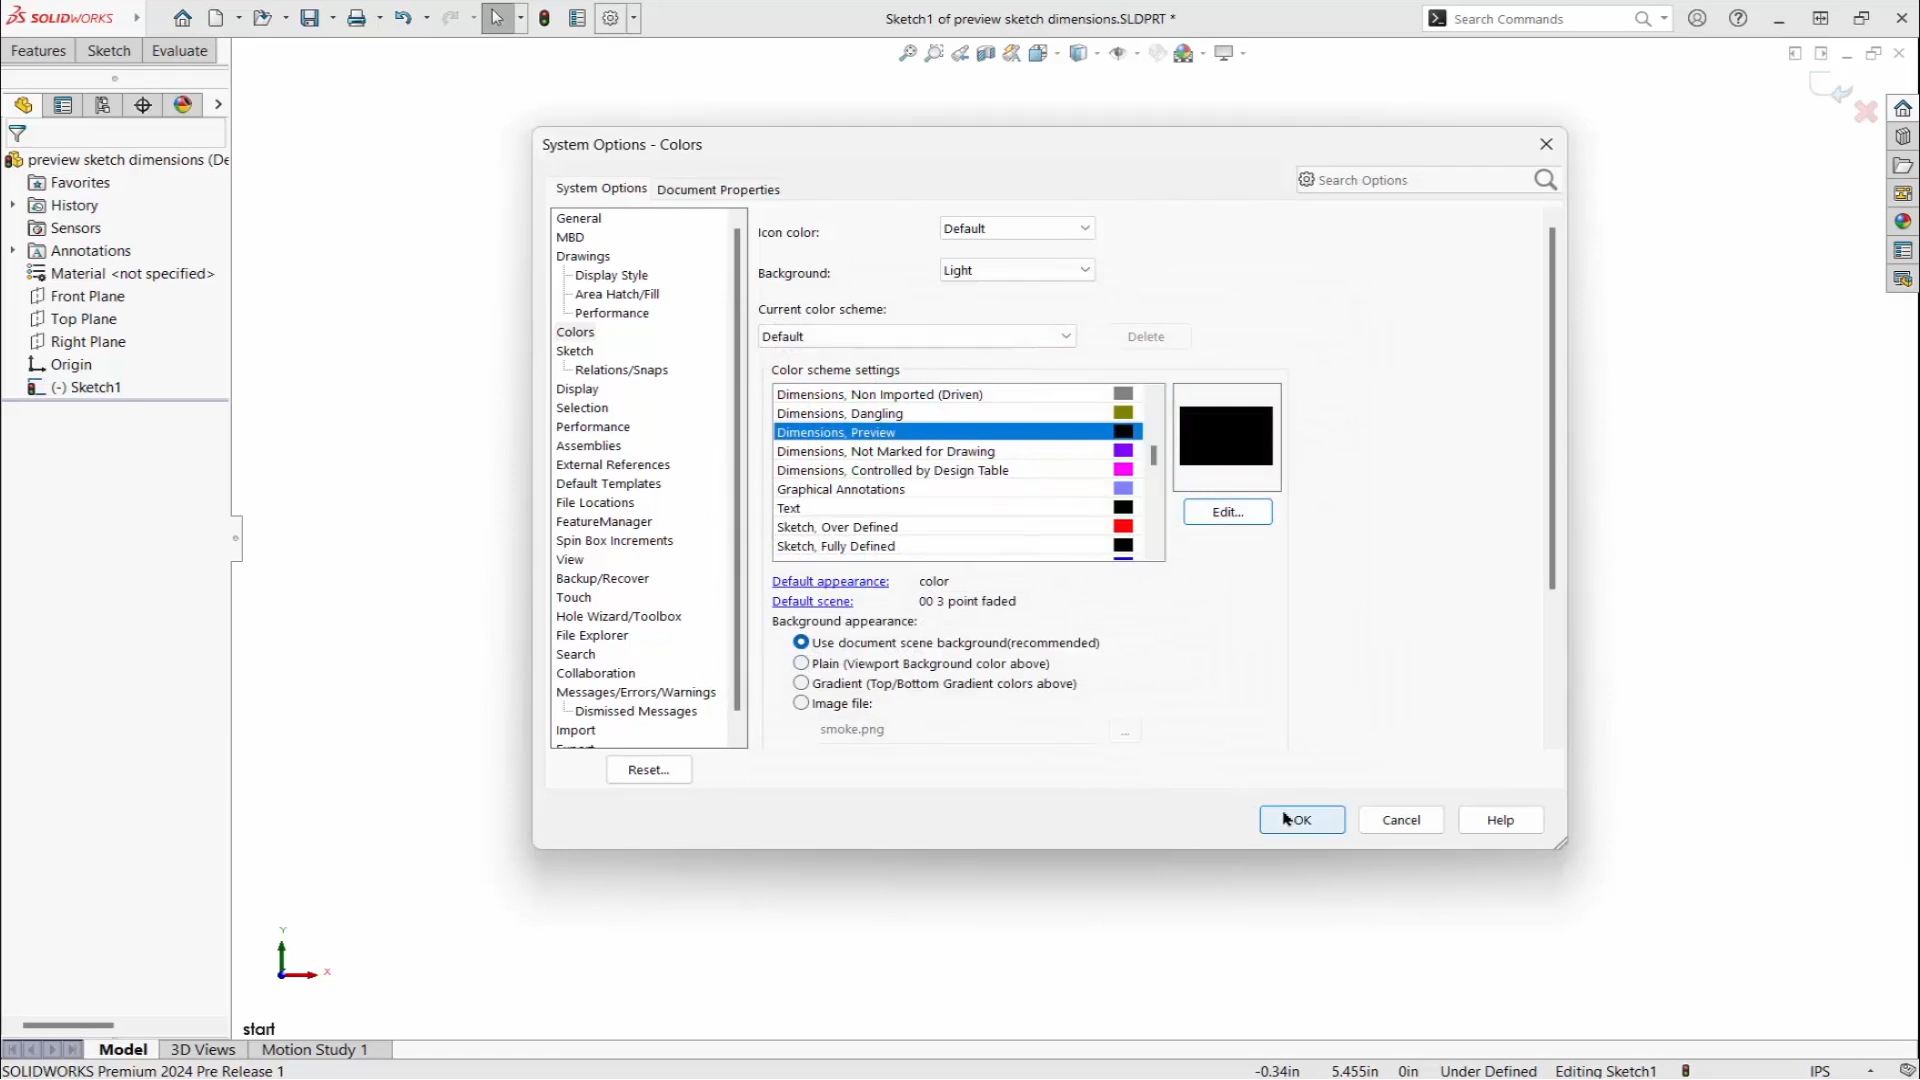 SOLIDWORKS
Sketch1 of preview sketch dimensions.SLDPRT *
Search Commands
Features
Sketch
Evaluate
preview sketch dimensions (De
Favorites
History
Sensors
Annotations
Material <not specified>
Front Plane
Top Plane
Right Plane
Origin
(-) Sketch1
System Options - Colors
System Options
Document Properties
Search Options
General
MBD
Drawings
Display Style
Area Hatch/Fill
Performance
Colors
Sketch
Relations/Snaps
Display
Selection
Performance
Assemblies
External References
Default Templates
File Locations
FeatureManager
Spin Box Increments
View
Backup/Recover
Touch
Hole Wizard/Toolbox
File Explorer
Search
Collaboration
Messages/Errors/Warnings
Dismissed Messages
Import
Reset...
Icon color:
Default
Background:
Light
Current color scheme:
Default
Delete
Color scheme settings
Dimensions, Non Imported (Driven)
Dimensions, Dangling
Dimensions, Preview
Dimensions, Not Marked for Drawing
Dimensions, Controlled by Design Table
Graphical Annotations
Text
Sketch, Over Defined
Sketch, Fully Defined
Edit...
Default appearance: color
Default scene: 00 3 point faded
Background appearance:
Use document scene background(recommended)
Plain (Viewport Background color above)
Gradient (Top/Bottom Gradient colors above)
Image file:
smoke.png
...
OK
Cancel
Help
Y
X
start
Model
3D Views
Motion Study 1
SOLIDWORKS Premium 2024 Pre Release 1
-0.34in
5.455in
0in
Under Defined
Editing Sketch1
IPS